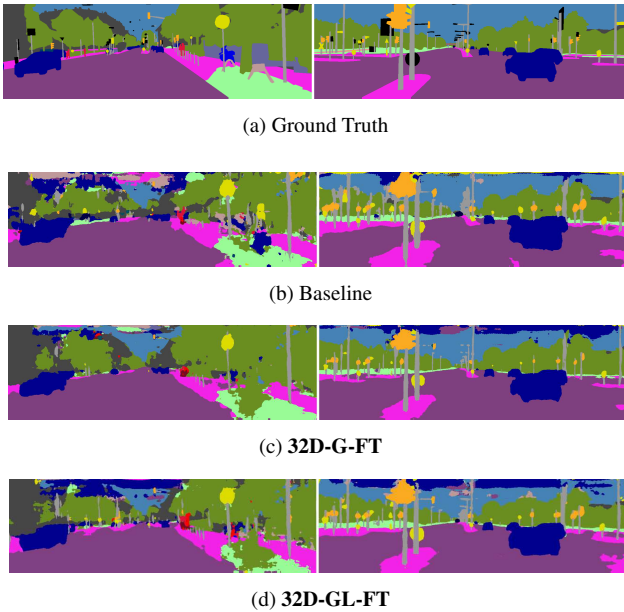 (a) Ground Truth
(b) Baseline
(c) 32D-G-FT
(d) 32D-GL-FT